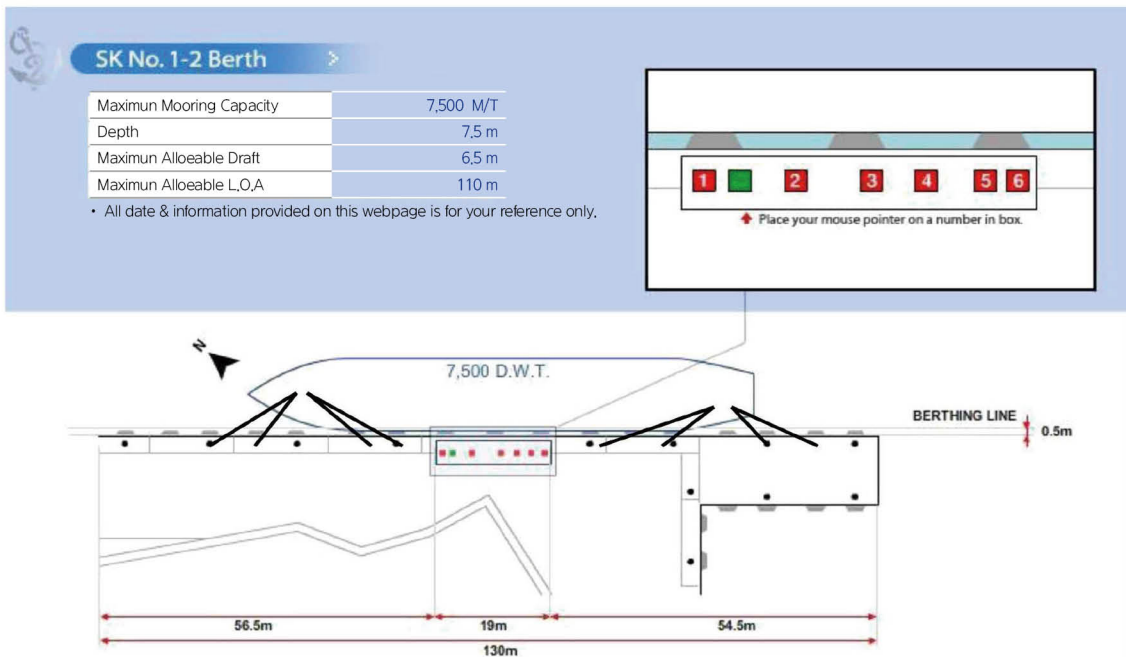 SK No. 1-2 Berth
Maximun Mooring Capacity 7,500 M/T
Depth 7.5 m
Maximun Alloeable Draft 6.5 m
Maximun Alloeable L.O.A 110 m
• All date & information provided on this webpage is for your reference only.
1 2 3 4 5 6
Place your mouse pointer on a number in box.
N
7,500 D.W.T.
BERTHING LINE
0.5m
56.5m 19m 54.5m
130m